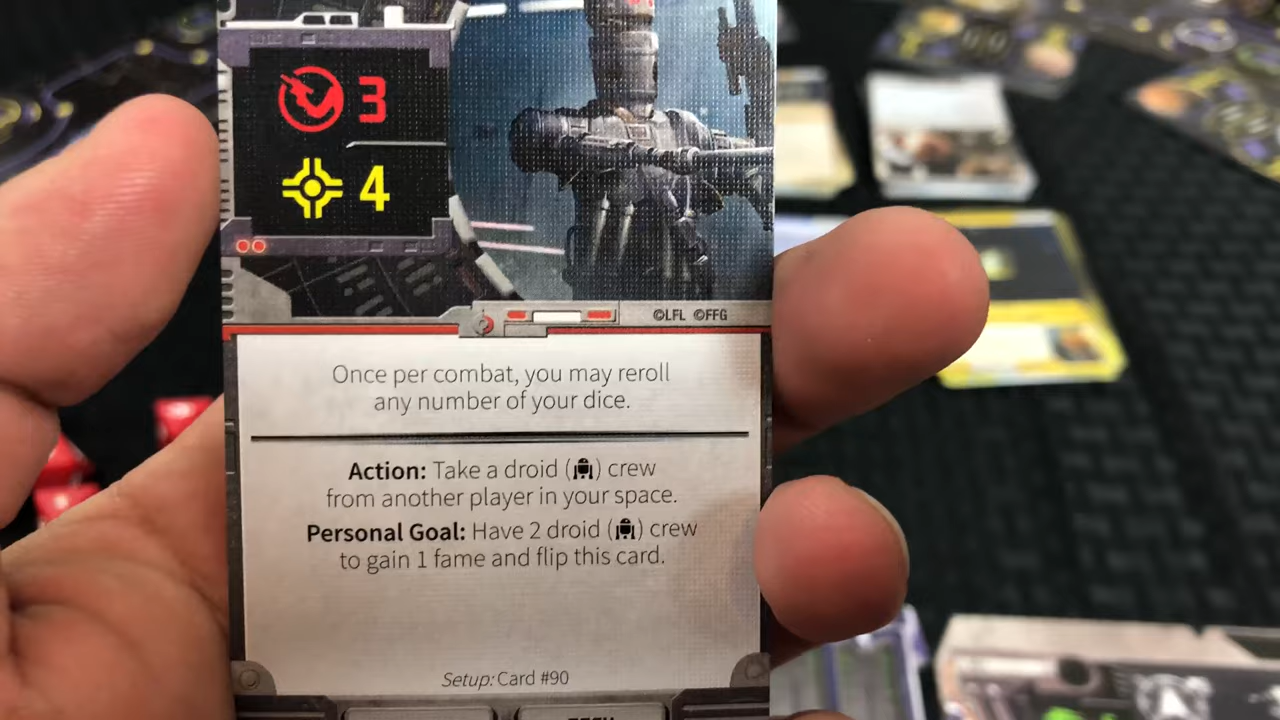 3
4
©LFL ©FFG
Once per combat, you may reroll
any number of your dice.
Action: Take a droid () crew
from another player in your space.
Personal Goal: Have 2 droid () crew
to gain 1 fame and flip this card.
Setup: Card #90